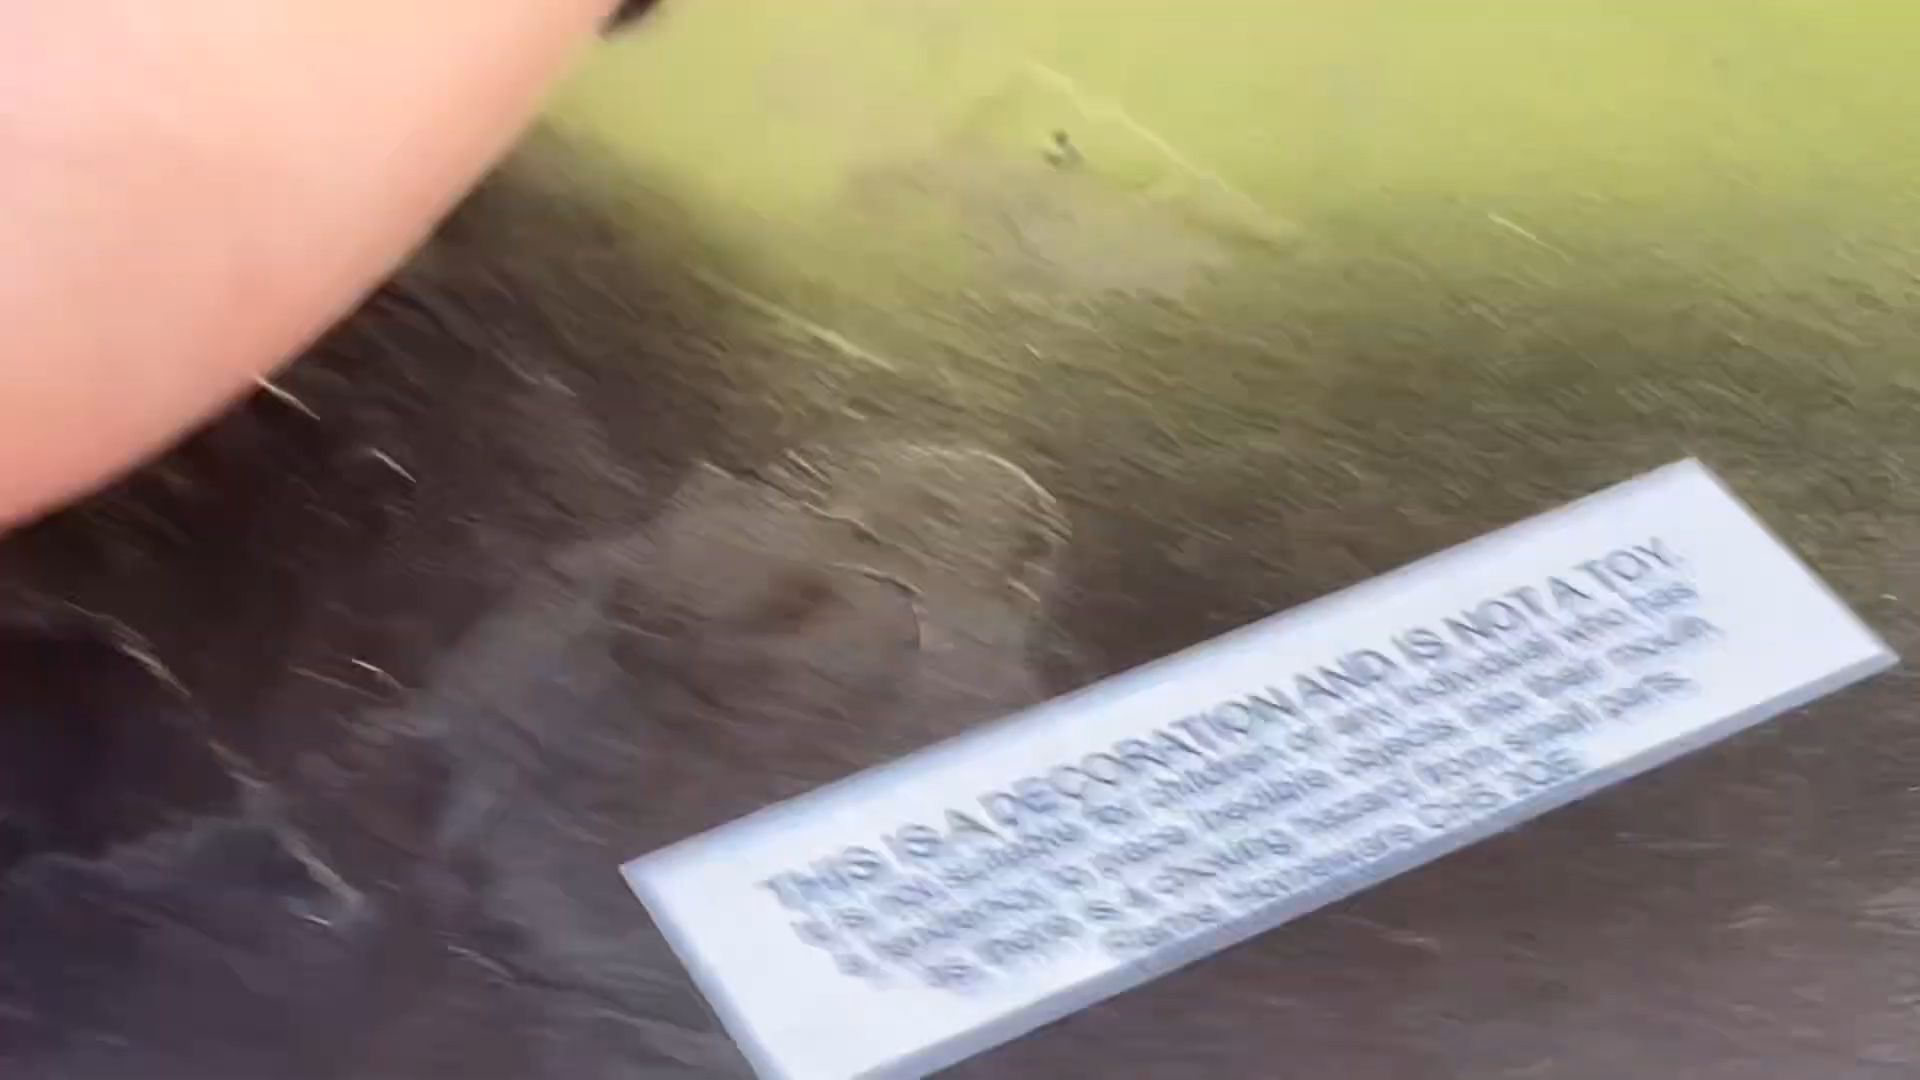 THIS IS A DECORATION AND IS NOT A TOY.
It is not suitable for children or any individual who has
a tendency to place inedible objects into their mouth
as there is a choking hazard from small parts.